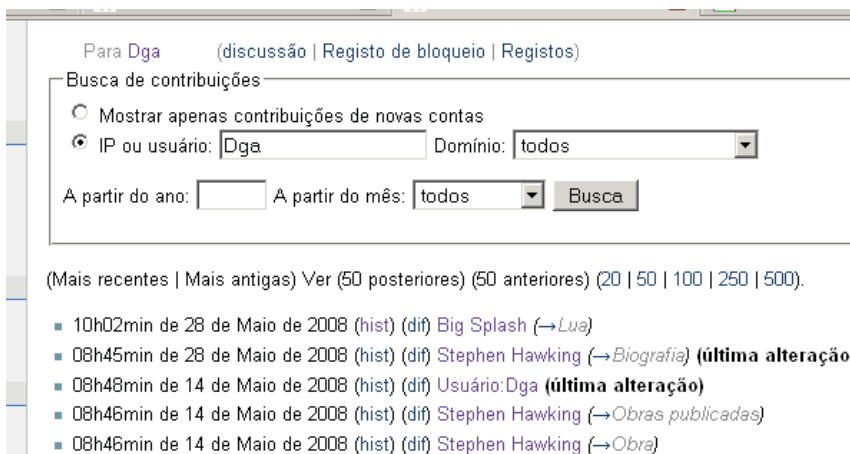 Para Dga (discussão | Registo de bloqueio | Registos)
Busca de contribuições
Mostrar apenas contribuições de novas contas
IP ou usuário: Dga Domínio: todos
A partir do ano: A partir do mês: todos Busca
(Mais recentes | Mais antigas) Ver (50 posteriores) (50 anteriores) (20 | 50 | 100 | 250 | 500).
10h02min de 28 de Maio de 2008 (hist) (dif) Big Splash (→Lua)
08h45min de 28 de Maio de 2008 (hist) (dif) Stephen Hawking (→Biografia) (última alteração
08h48min de 14 de Maio de 2008 (hist) (dif) Usuário:Dga (última alteração)
08h46min de 14 de Maio de 2008 (hist) (dif) Stephen Hawking (→Obras publicadas)
08h46min de 14 de Maio de 2008 (hist) (dif) Stephen Hawking (→Obra)